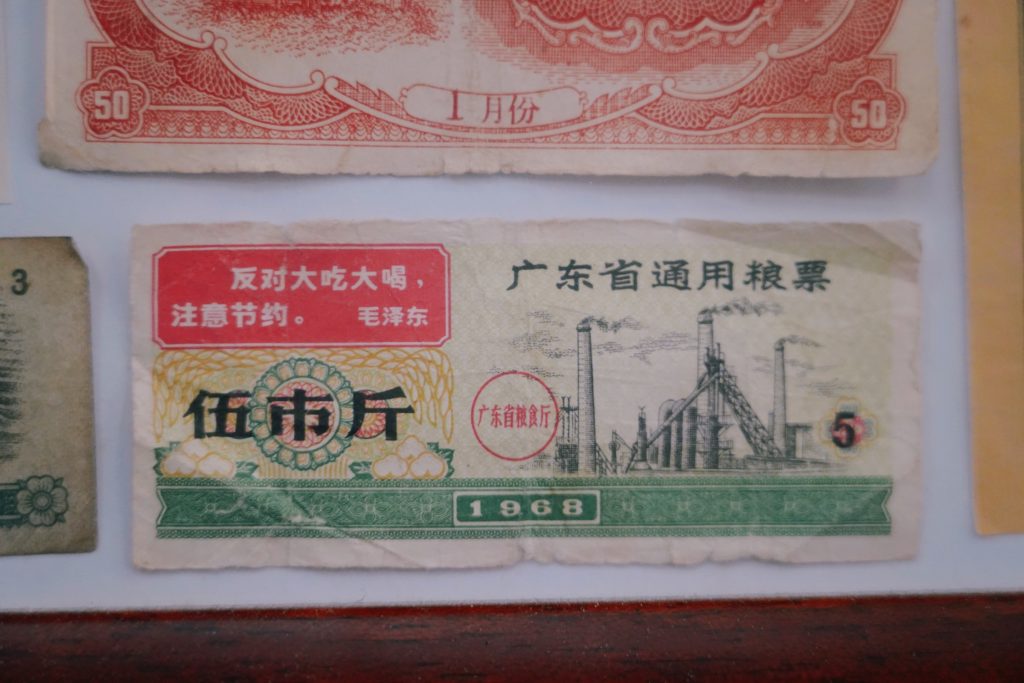 50
1月份
50
3
反对大吃大喝，
注意节约。 毛泽东
广东省通用粮票
伍市斤
广东省粮食厅
5
1968